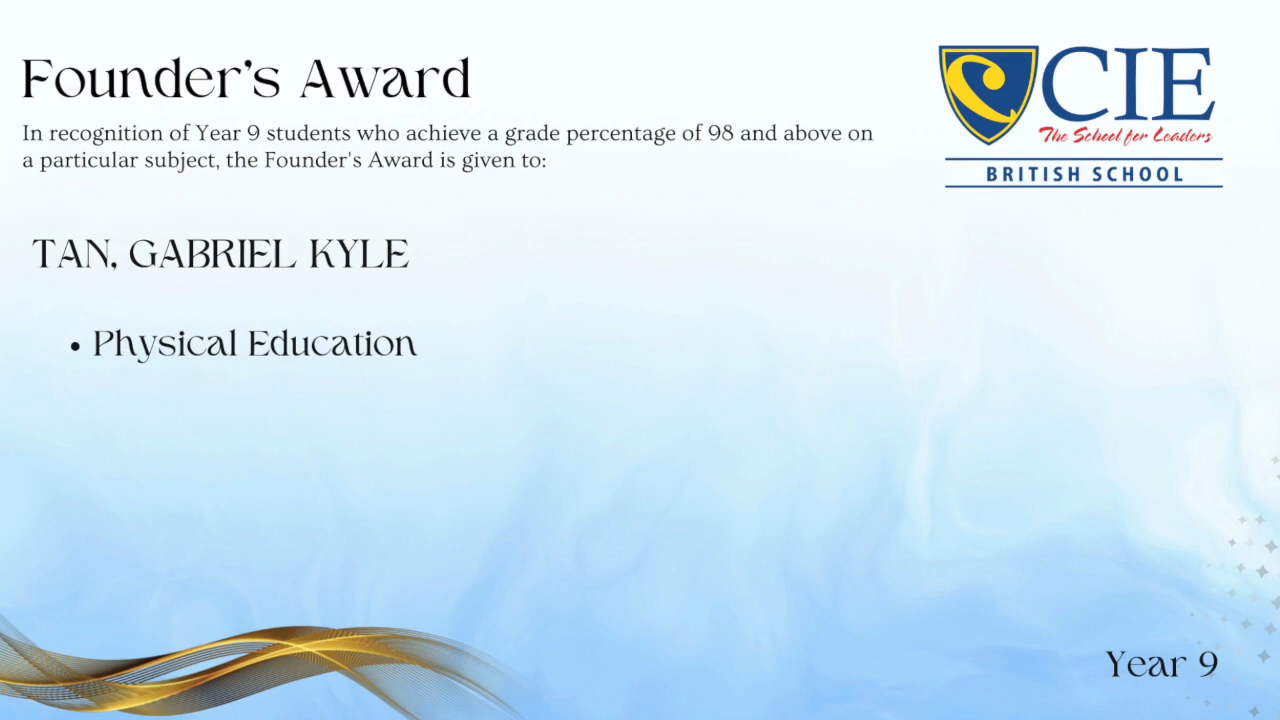 Founder's Award
In recognition of Year 9 students who achieve a grade percentage of 98 and above on
a particular subject, the Founder's Award is given to:
CIE
The School for Leaders
BRITISH SCHOOL
TAN, GABRIEL KYLE
• Physical Education
Year 9